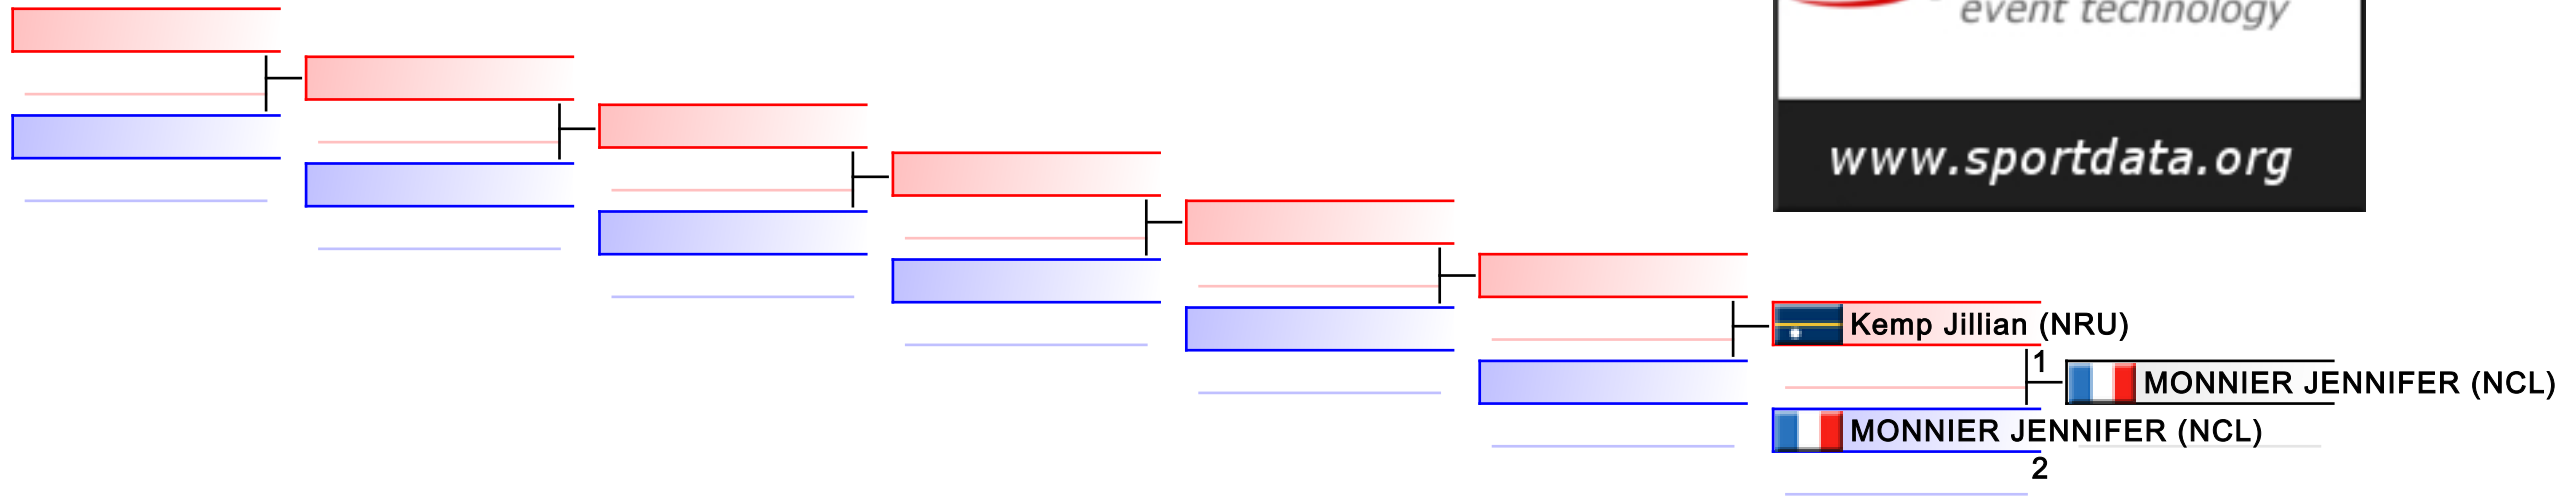 event technology
www.sportdata.org
Kemp Jillian (NRU)
1
MONNIER JENNIFER (NCL)
MONNIER JENNIFER (NCL)
2